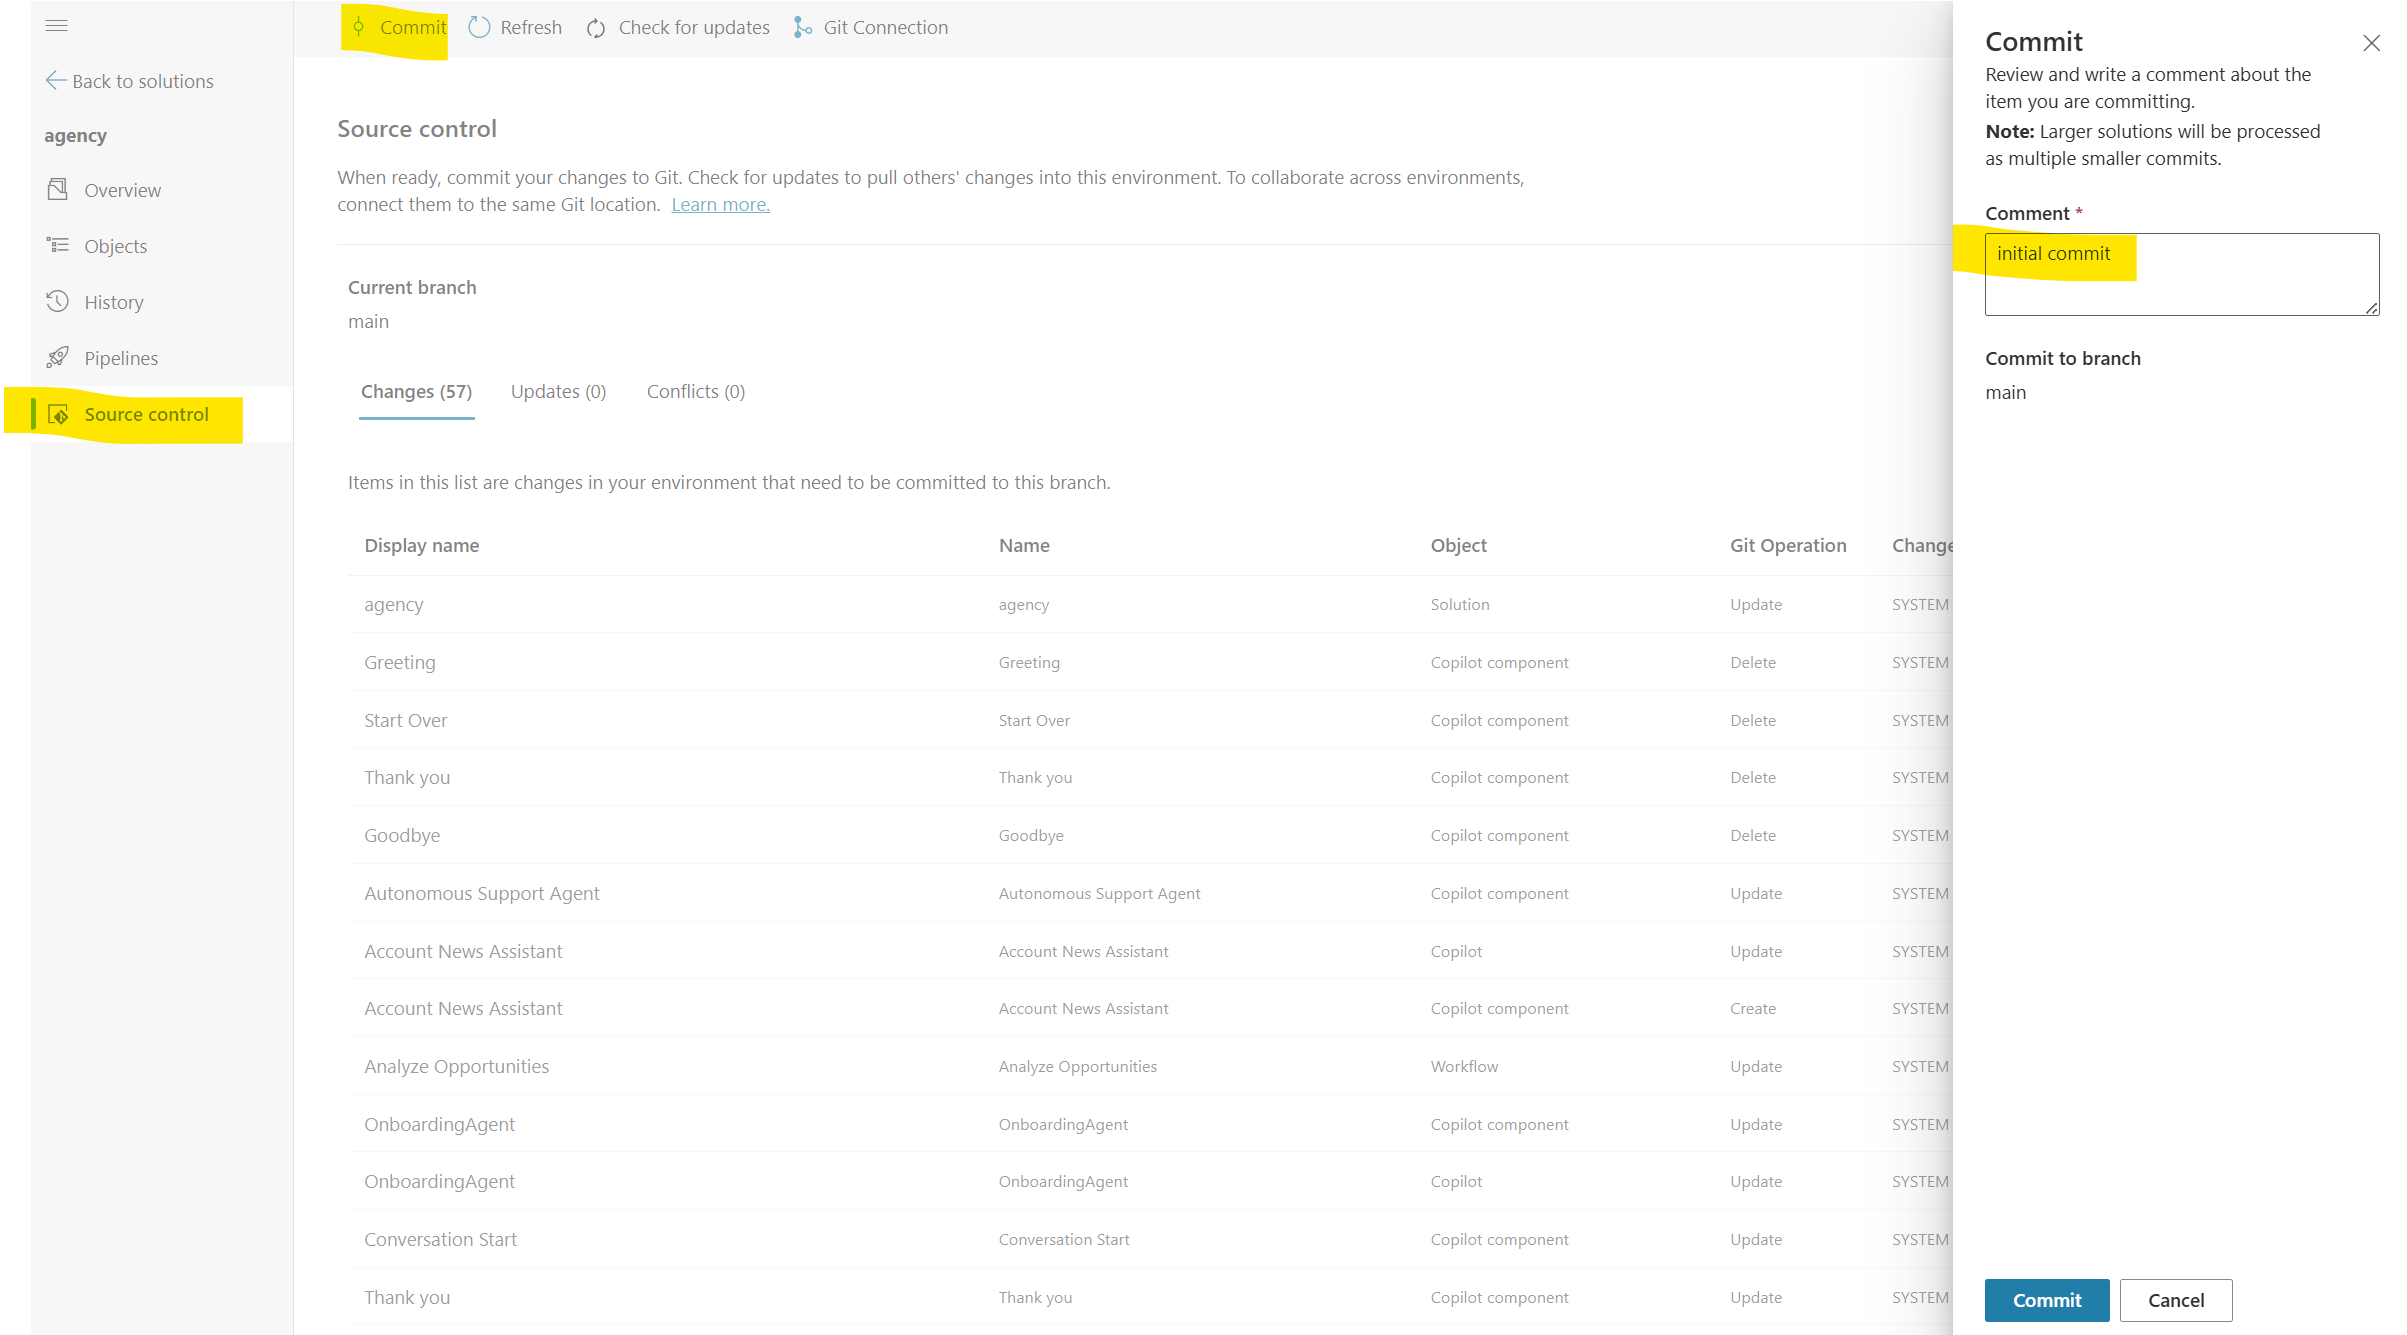 Commit Refresh Check for updates Git Connection
Back to solutions
agency
Overview
Objects
History
Pipelines
Source control
Source control
When ready, commit your changes to Git. Check for updates to pull others' changes into this environment. To collaborate across environments,
connect them to the same Git location. Learn more.
Current branch
main
Changes (57) Updates (0) Conflicts (0)
Items in this list are changes in your environment that need to be committed to this branch.
Display name Name Object Git Operation Change
agency agency Solution Update SYSTEM
Greeting Greeting Copilot component Delete SYSTEM
Start Over Start Over Copilot component Delete SYSTEM
Thank you Thank you Copilot component Delete SYSTEM
Goodbye Goodbye Copilot component Delete SYSTEM
Autonomous Support Agent Autonomous Support Agent Copilot component Update SYSTEM
Account News Assistant Account News Assistant Copilot Update SYSTEM
Account News Assistant Account News Assistant Copilot component Create SYSTEM
Analyze Opportunities Analyze Opportunities Workflow Update SYSTEM
OnboardingAgent OnboardingAgent Copilot component Update SYSTEM
OnboardingAgent OnboardingAgent Copilot Update SYSTEM
Conversation Start Conversation Start Copilot component Update SYSTEM
Thank you Thank you Copilot component Update SYSTEM
Commit
Review and write a comment about the
item you are committing.
Note: Larger solutions will be processed
as multiple smaller commits.
Comment *
initial commit
Commit to branch
main
Commit Cancel